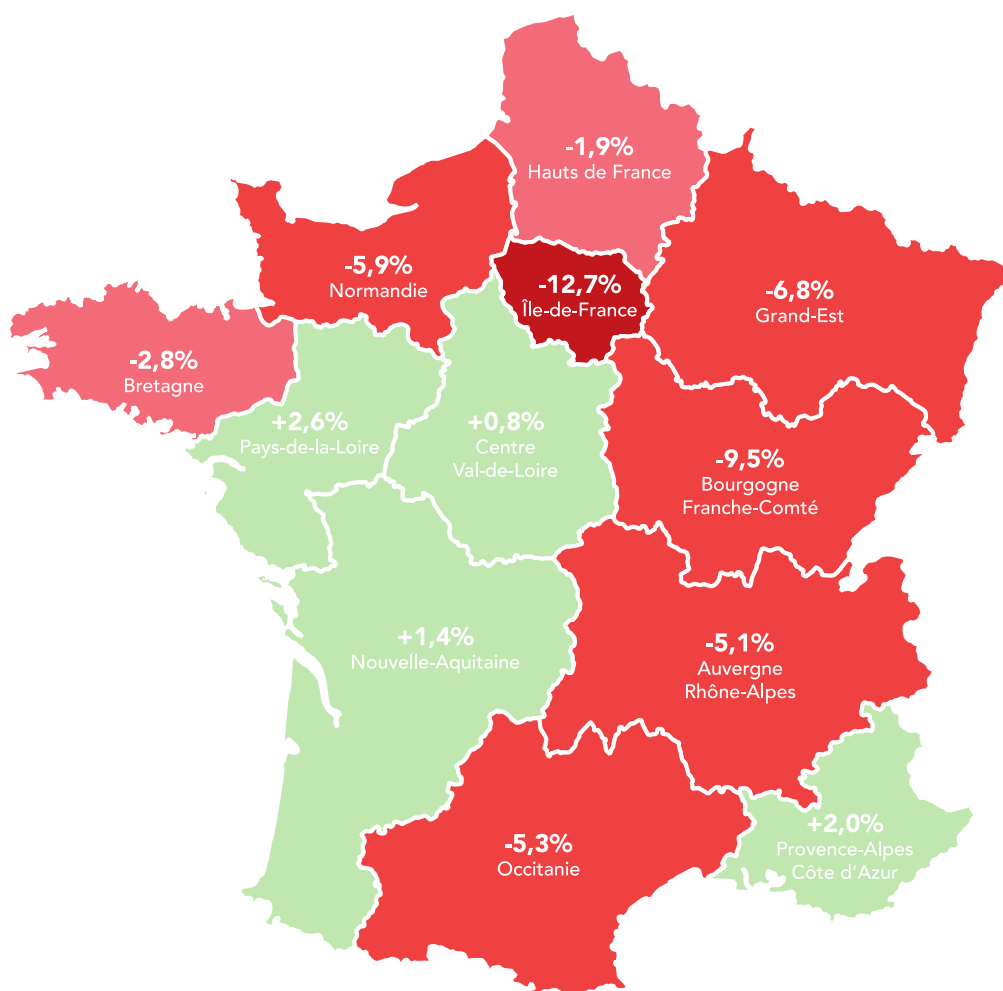 -1,9%
Hauts de France
-5,9%
Normandie
-12,7%
Île-de-France
-6,8%
Grand-Est
-2,8%
Bretagne
+2,6%
Pays-de-la-Loire
+0,8%
Centre
Val-de-Loire
-9,5%
Bourgogne
Franche-Comté
+1,4%
Nouvelle-Aquitaine
-5,1%
Auvergne
Rhône-Alpes
+2,0%
Provence-Alpes
Côte d'Azur
-5,3%
Occitanie